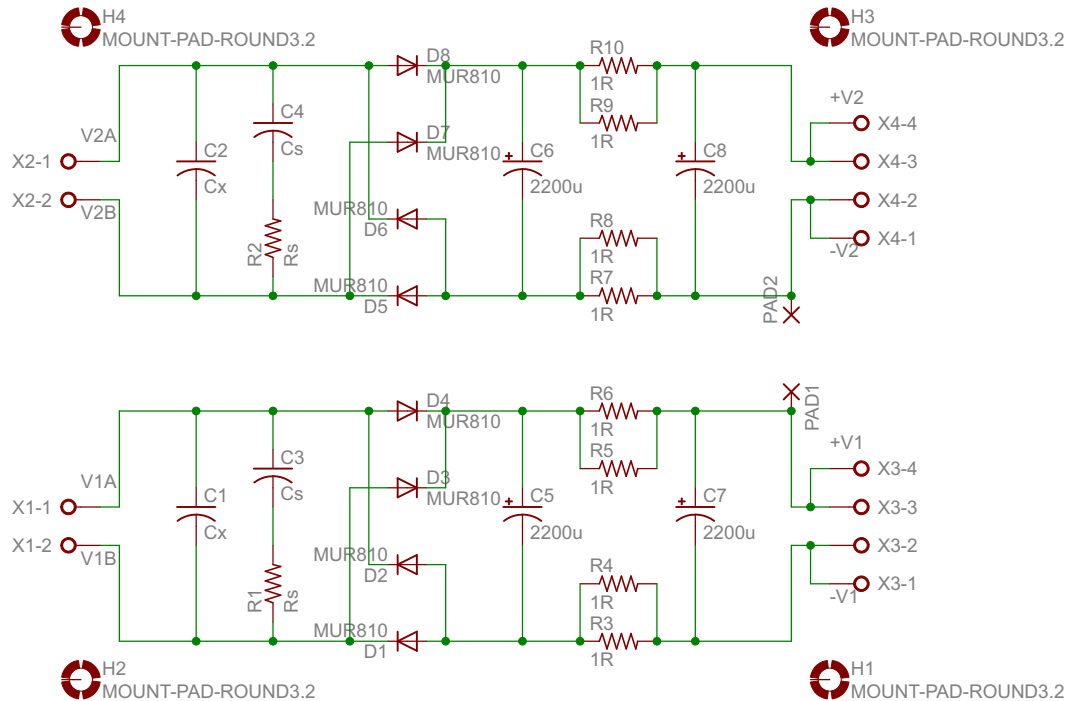 H4
MOUNT-PAD-ROUND3.2
H3
MOUNT-PAD-ROUND3.2
D8
MUR810
R10
1R
R9
1R
+V2
X4-4
X4-3
X4-2
X4-1
-V2
V2A
X2-1
X2-2
V2B
C4
Cs
C2
Cx
R2
Rs
D7
MUR810
MUR810
D6
MUR810
D5
C6
2200u
C8
2200u
R8
1R
R7
1R
PAD2
D4
MUR810
R6
1R
R5
1R
PAD1
+V1
X3-4
X3-3
X3-2
X3-1
-V1
V1A
X1-1
X1-2
V1B
C3
Cs
C1
Cx
R1
Rs
D3
MUR810
MUR810
D2
MUR810
D1
C5
2200u
C7
2200u
R4
1R
R3
1R
H2
MOUNT-PAD-ROUND3.2
H1
MOUNT-PAD-ROUND3.2